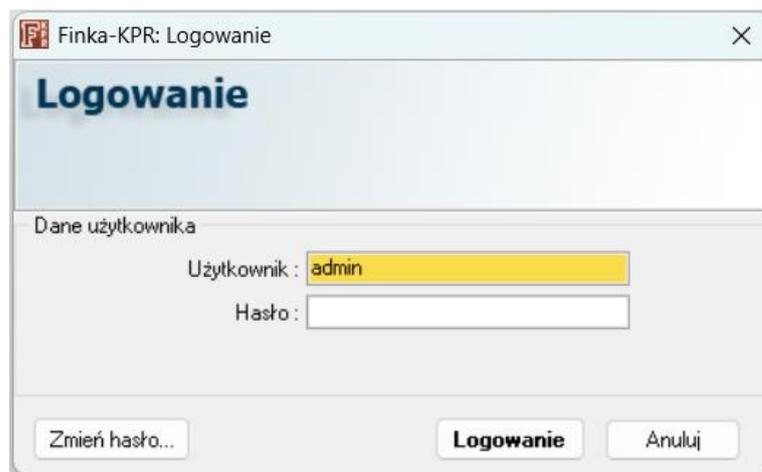 Finka-KPR: Logowanie
Logowanie
Dane użytkownika
Użytkownik : admin
Hasło :
Zmień hasło... Logowanie Anuluj